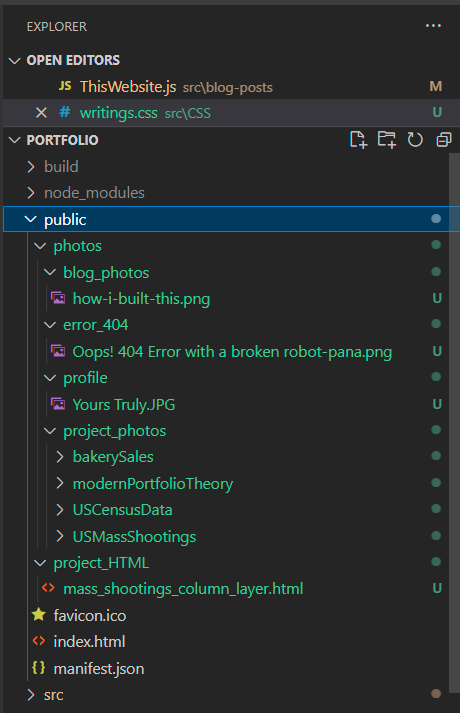 EXPLORER
OPEN EDITORS
JS ThisWebsite.js src\blog-posts M
# writings.css src\CSS U
PORTFOLIO
build
node_modules
public
photos
blog_photos
how-i-built-this.png U
error_404
Oops! 404 Error with a broken robot-pana.png U
profile
Yours Truly.JPG U
project_photos
bakerySales
modernPortfolioTheory
USCensusData
USMassShootings
project_HTML
<> mass_shootings_column_layer.html U
favicon.ico
<> index.html
{} manifest.json
src